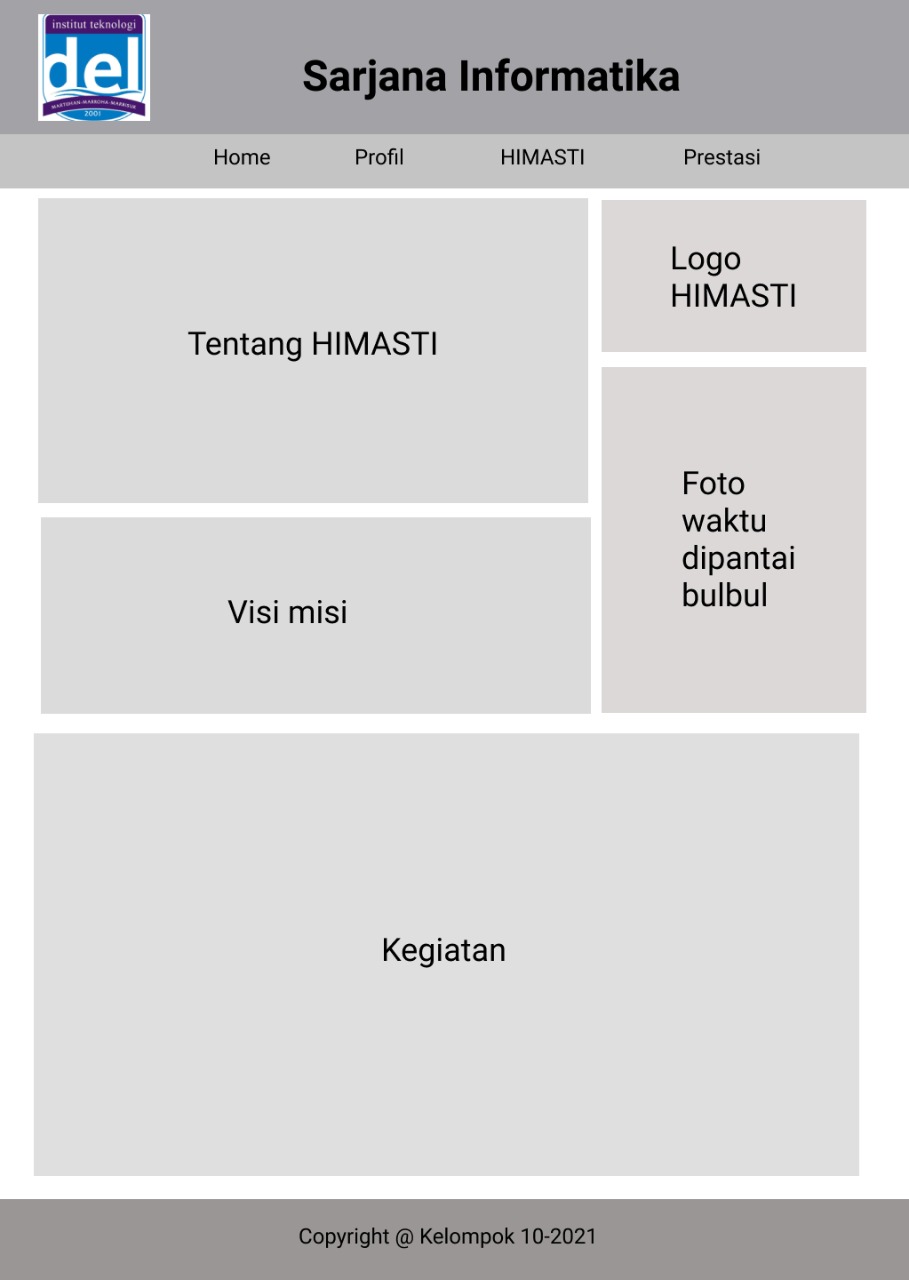 institut teknologi
del
MARTUHAN-MARROHA-MARBISUK
2001
Sarjana Informatika
Home Profil HIMASTI Prestasi
Tentang HIMASTI
Logo
HIMASTI
Foto
waktu
dipantai
bulbul
Visi misi
Kegiatan
Copyright @ Kelompok 10-2021